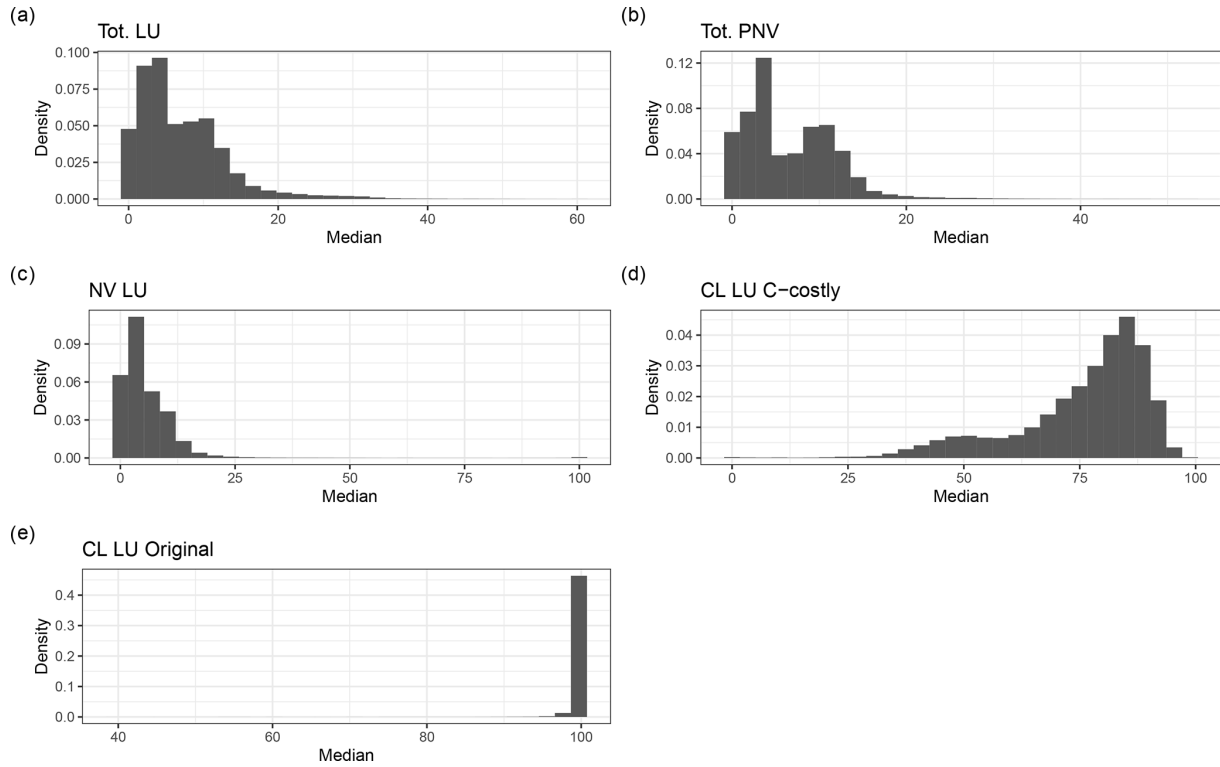 (a)
Tot. LU
0.100
0.075
0.050
0.025
0.000
Density
0 20 40 60
Median
(b)
Tot. PNV
0.12
0.08
0.04
0.00
Density
0 20 40
Median
(c)
NV LU
0.09
0.06
0.03
0.00
Density
0 25 50 75 100
Median
(d)
CL LU C−costly
0.04
0.03
0.02
0.01
0.00
Density
0 25 50 75 100
Median
(e)
CL LU Original
0.4
0.3
0.2
0.1
0.0
Density
40 60 80 100
Median